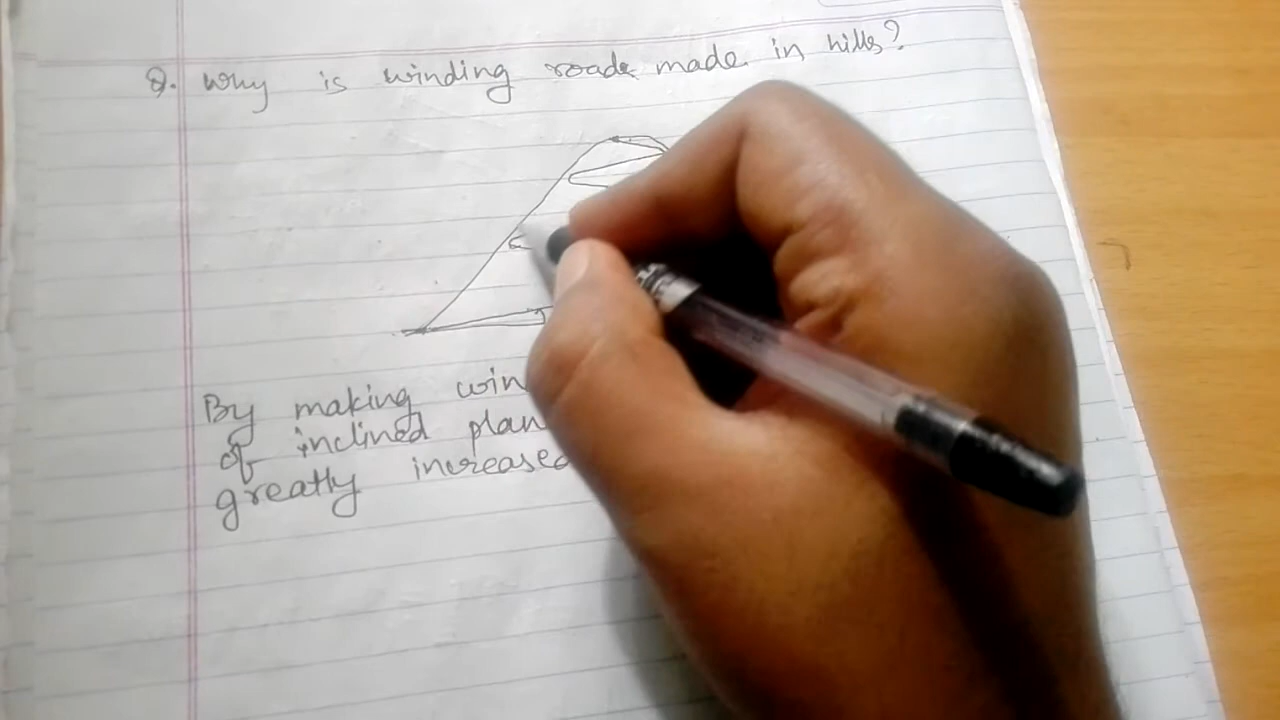 Q. Why is winding roads made in hills?
By making win
of inclined plan
greatly increased